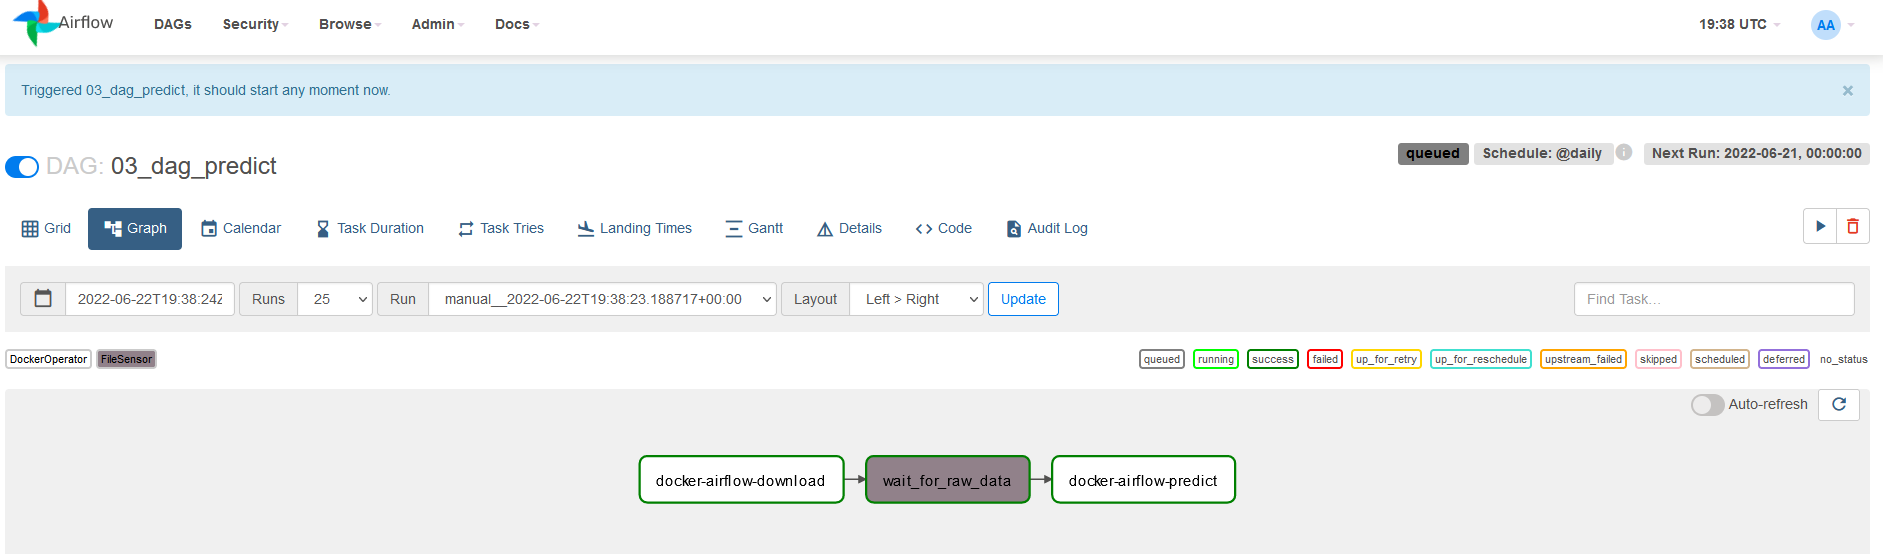 Airflow DAGs Security Browse Admin Docs 19:38 UTC AA
Triggered 03_dag_predict, it should start any moment now. ×
DAG: 03_dag_predict queued Schedule: @daily i Next Run: 2022-06-21, 00:00:00
Grid Graph Calendar Task Duration Task Tries Landing Times Gantt Details Code Audit Log
2022-06-22T19:38:24Z Runs 25 Run manual__2022-06-22T19:38:23.188717+00:00 Layout Left > Right Update Find Task...
DockerOperator FileSensor queued running success failed up_for_retry up_for_reschedule upstream_failed skipped scheduled deferred no_status
Auto-refresh
docker-airflow-download wait_for_raw_data docker-airflow-predict